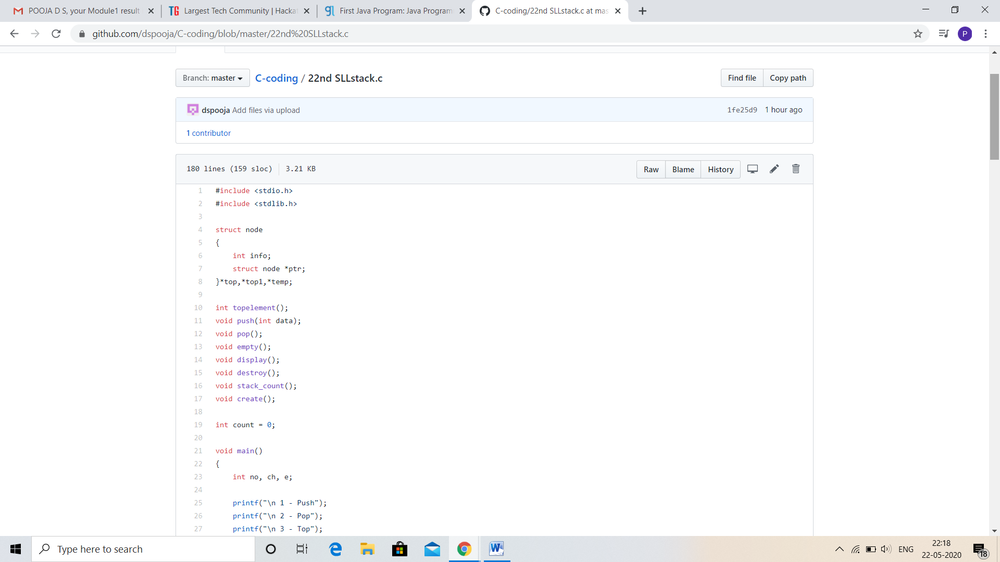 POOJA D S, your Module1 result
Largest Tech Community | Hacka
First Java Program: Java Program
C-coding/22nd SLLstack.c at mas
github.com/dspooja/C-coding/blob/master/22nd%20SLLstack.c
P
Branch: master
C-coding / 22nd SLLstack.c
Find file
Copy path
dspooja Add files via upload
1fe25d9 1 hour ago
1 contributor
180 lines (159 sloc) 3.21 KB
Raw Blame History
1 #include <stdio.h>
2 #include <stdlib.h>
3
4 struct node
5 {
6 int info;
7 struct node *ptr;
8 }*top,*top1,*temp;
9
10 int topelement();
11 void push(int data);
12 void pop();
13 void empty();
14 void display();
15 void destroy();
16 void stack_count();
17 void create();
18
19 int count = 0;
20
21 void main()
22 {
23 int no, ch, e;
24
25 printf("\n 1 - Push");
26 printf("\n 2 - Pop");
27 printf("\n 3 - Top");
Type here to search
ENG
22:18
22-05-2020
18